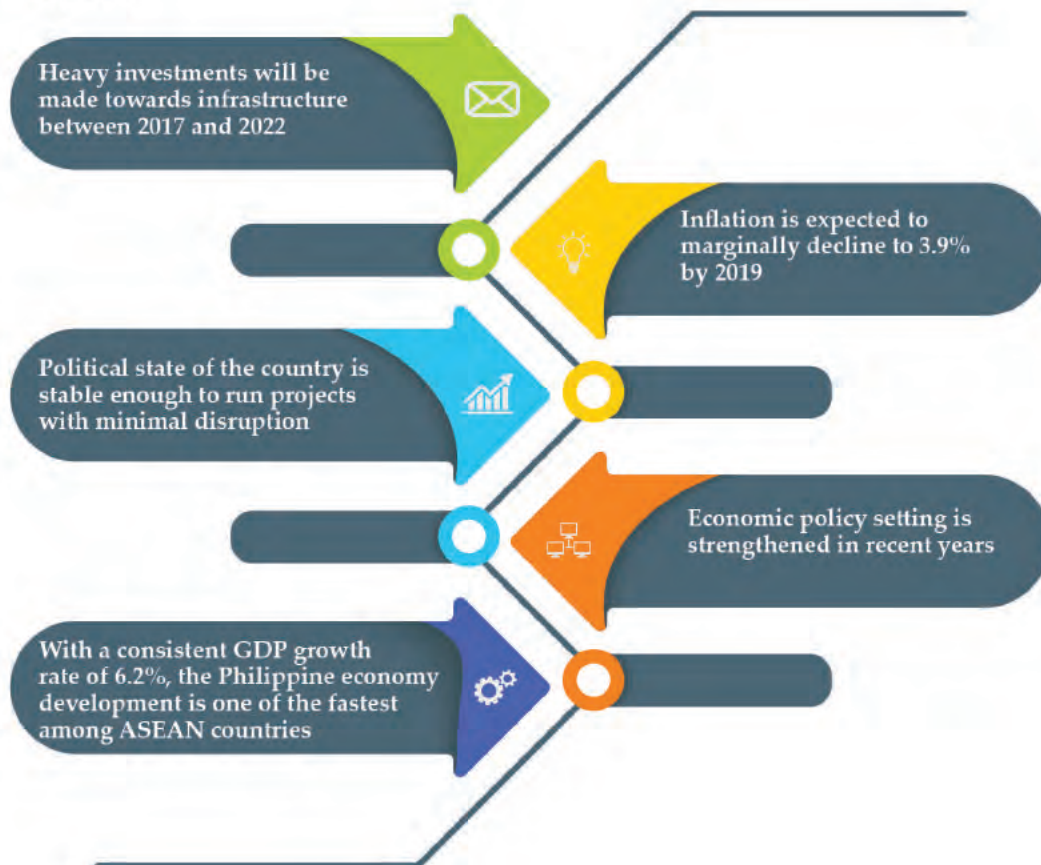 Heavy investments will be
made towards infrastructure
between 2017 and 2022
Inflation is expected to
marginally decline to 3.9%
by 2019
Political state of the country is
stable enough to run projects
with minimal disruption
Economic policy setting is
strengthened in recent years
With a consistent GDP growth
rate of 6.2%, the Philippine economy
development is one of the fastest
among ASEAN countries